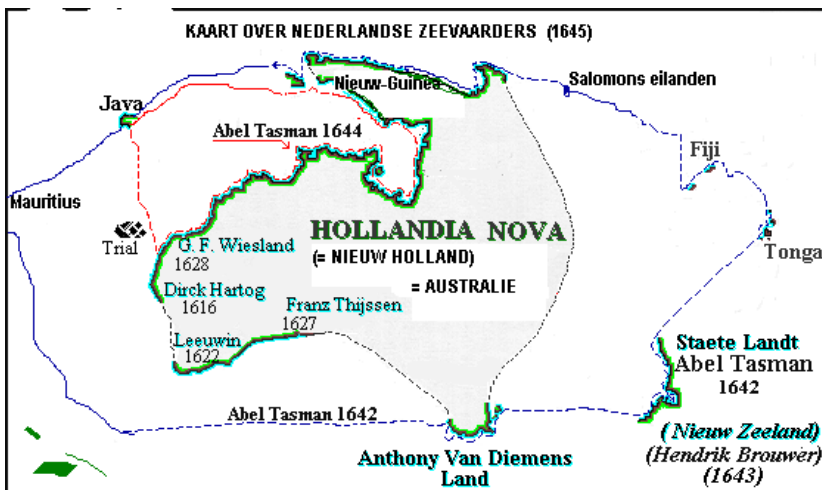 KAART OVER NEDERLANDSE ZEEVAARDERS (1645)
Nieuw-Guinea
Salomons eilanden
Java
Abel Tasman 1644
Fiji
Mauritius
Trial
HOLLANDIA NOVA
(= NIEUW HOLLAND)
= AUSTRALIE
Tonga
G. F. Wiesland
1628
Dirck Hartog
1616
Franz Thijssen
1627
Leeuwin
1622
Staete Landt
Abel Tasman
1642
Abel Tasman 1642
Anthony Van Diemens
Land
(Nieuw Zeeland)
(Hendrik Brouwer)
(1643)